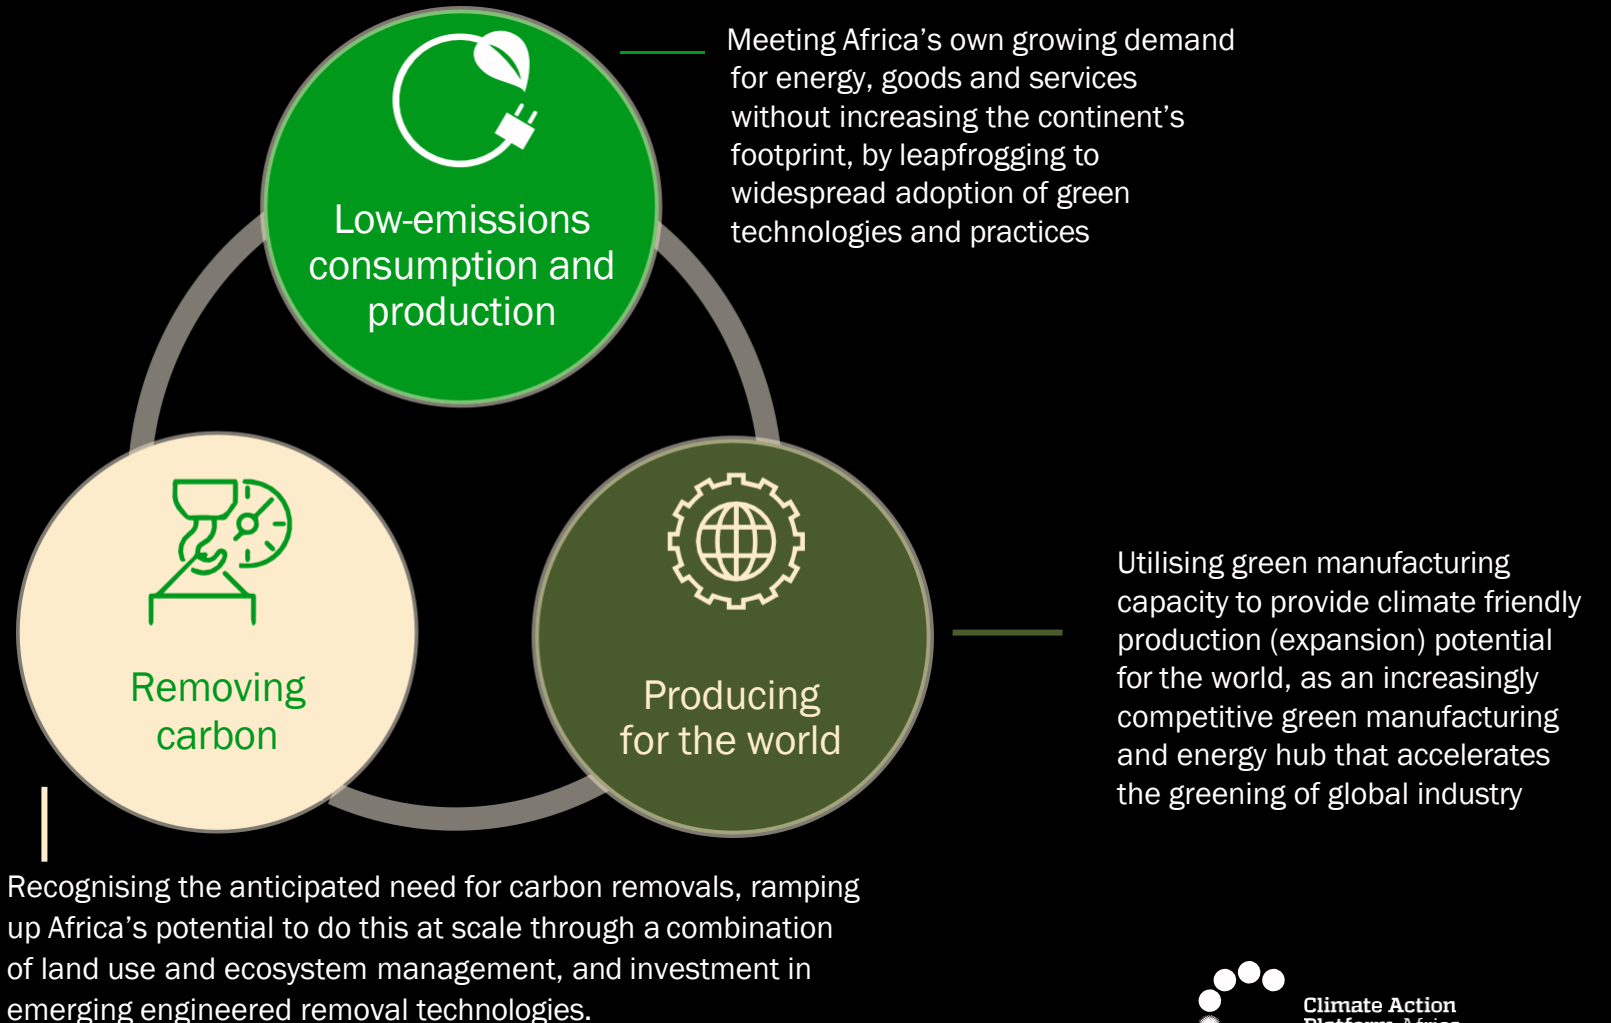 Meeting Africa's own growing demand
for energy, goods and services
without increasing the continent's
footprint, by leapfrogging to
widespread adoption of green
technologies and practices
Low-emissions
consumption and
production
Removing
carbon
Producing
for the world
Utilising green manufacturing
capacity to provide climate friendly
production (expansion) potential
for the world, as an increasingly
competitive green manufacturing
and energy hub that accelerates
the greening of global industry
Recognising the anticipated need for carbon removals, ramping
up Africa's potential to do this at scale through a combination
of land use and ecosystem management, and investment in
emerging engineered removal technologies.
Climate Action
Platform Africa